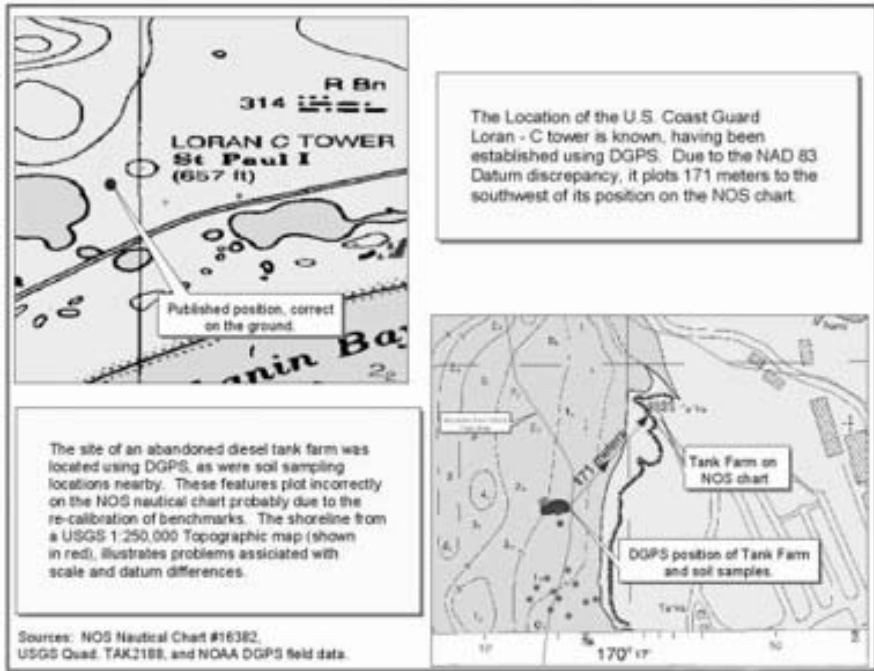 R Bn
314
LORAN C TOWER
St Paul I
(657 ft)
Published position, correct
on the ground.
anin Bay
2₂
The Location of the U.S. Coast Guard
Loran - C tower is known, having been
established using DGPS. Due to the NAD 83
Datum discrepancy, it plots 171 meters to the
southwest of its position on the NOS chart.
The site of an abandoned diesel tank farm was
located using DGPS, as were soil sampling
locations nearby. These features plot incorrectly
on the NOS nautical chart probably due to the
re-calibration of benchmarks. The shoreline from
a USGS 1:250,000 Topographic map (shown
in red), illustrates problems assiciated with
scale and datum differences.
171
Tank Farm on
NOS chart
DGPS position of Tank Farm
and soil samples.
170° 17'
Sources: NOS Nautical Chart #16382,
USGS Quad. TAK2188, and NOAA DGPS field data.